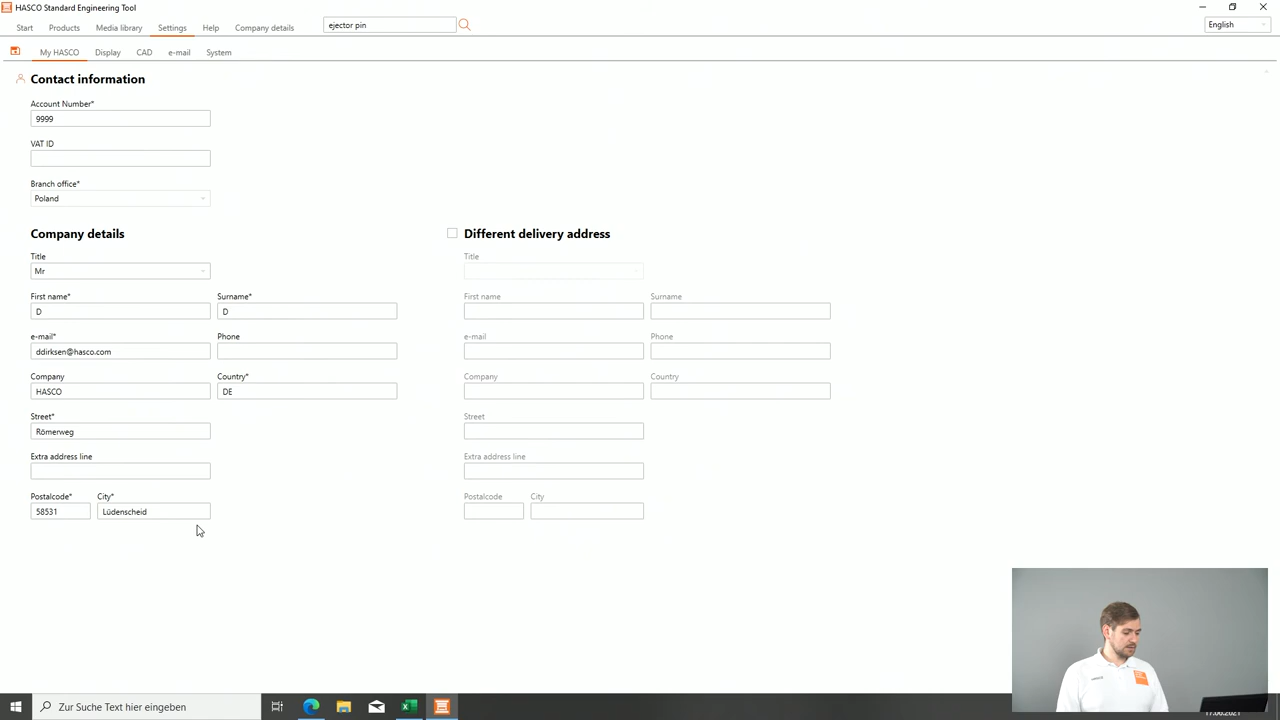 HASCO Standard Engineering Tool
Start Products Media library Settings Help Company details ejector pin English
My HASCO Display CAD e-mail System
Contact information
Account Number*
9999
VAT ID
Branch office*
Poland
Company details
Different delivery address
Title
Title
Mr
First name* Surname*
First name Surname
D D
e-mail* Phone
e-mail Phone
ddirksen@hasco.com
Company Country*
Company Country
HASCO DE
Street*
Street
Römerweg
Extra address line
Extra address line
Postalcode* City*
Postalcode City
58531 Lüdenscheid
Zur Suche Text hier eingeben
17.06.2021